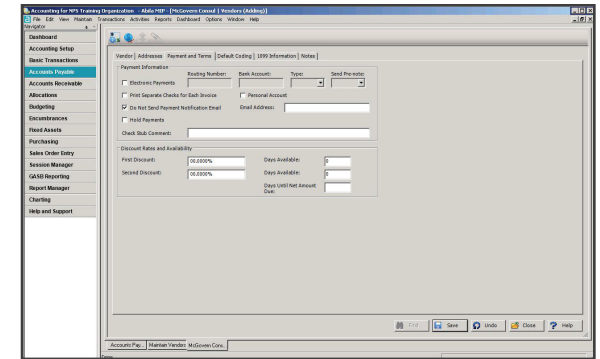 Accounting for NPS Training Organization - Abila MIP - [McGovern Consul ( Vendors (Adding)]
File Edit View Maintain Transactions Activities Reports Dashboard Options Window Help
Navigator
Dashboard
Accounting Setup
Basic Transactions
Accounts Payable
Accounts Receivable
Allocations
Budgeting
Encumbrances
Fixed Assets
Purchasing
Sales Order Entry
Session Manager
GASB Reporting
Report Manager
Charting
Help and Support
Vendor Addresses Payment and Terms Default Coding 1099 Information Notes
Payment Information
Routing Number: Bank Account: Type: Send Pre-note:
Electronic Payments
Print Separate Checks for Each Invoice Personal Account
Do Not Send Payment Notification Email Email Address:
Hold Payments
Check Stub Comment:
Discount Rates and Availability
First Discount: 00.0000% Days Available: 0
Second Discount: 00.0000% Days Available: 0
Days Until Net Amount
Due:
Find Save Undo Close Help
Accounts Pay... Maintain Vendors McGovern Cons...